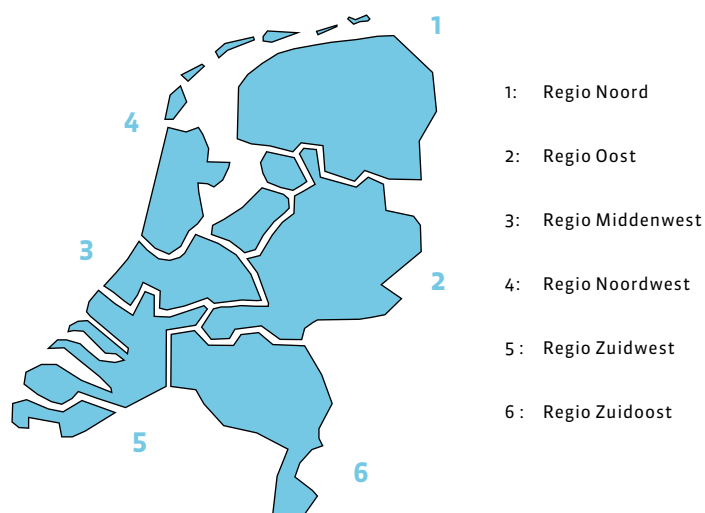 1
4
3
2
5
6
1: Regio Noord
2: Regio Oost
3: Regio Middenwest
4: Regio Noordwest
5 : Regio Zuidwest
6 : Regio Zuidoost